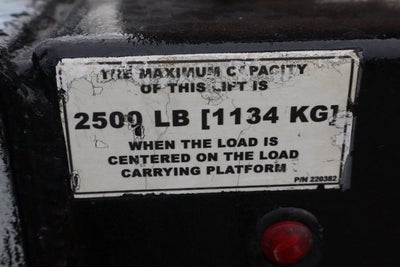 THE MAXIMUM CAPACITY
OF THIS LIFT IS
2500 LB [1134 KG]
WHEN THE LOAD IS
CENTERED ON THE LOAD
CARRYING PLATFORM
P/N 220382